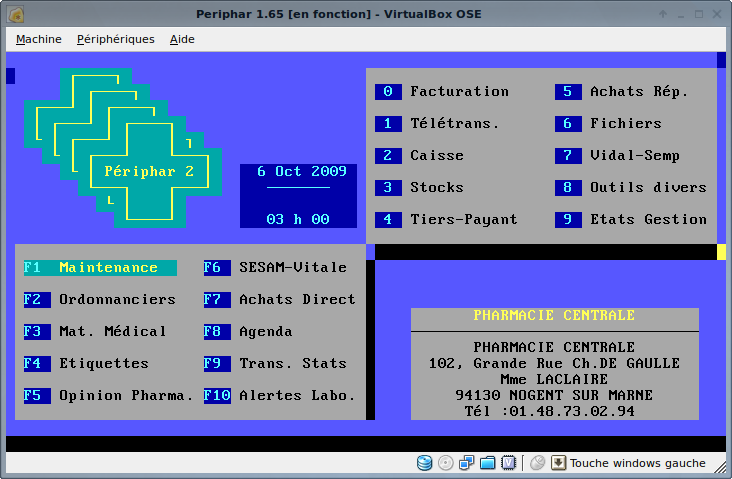 Periphar 1.65 [en fonction] - VirtualBox OSE
Machine Périphériques Aide
Périphar 2
6 Oct 2009
03 h 00
0 Facturation 5 Achats Rép.
1 Télétrans. 6 Fichiers
2 Caisse 7 Vidal-Semp
3 Stocks 8 Outils divers
4 Tiers-Payant 9 Etats Gestion
F1 Maintenance F6 SESAM-Vitale
F2 Ordonnanciers F7 Achats Direct
F3 Mat. Médical F8 Agenda
F4 Etiquettes F9 Trans. Stats
F5 Opinion Pharma. F10 Alertes Labo.
PHARMACIE CENTRALE
PHARMACIE CENTRALE
102, Grande Rue Ch.DE GAULLE
Mme LACLAIRE
94130 NOGENT SUR MARNE
Tél :01.48.73.02.94
Touche windows gauche